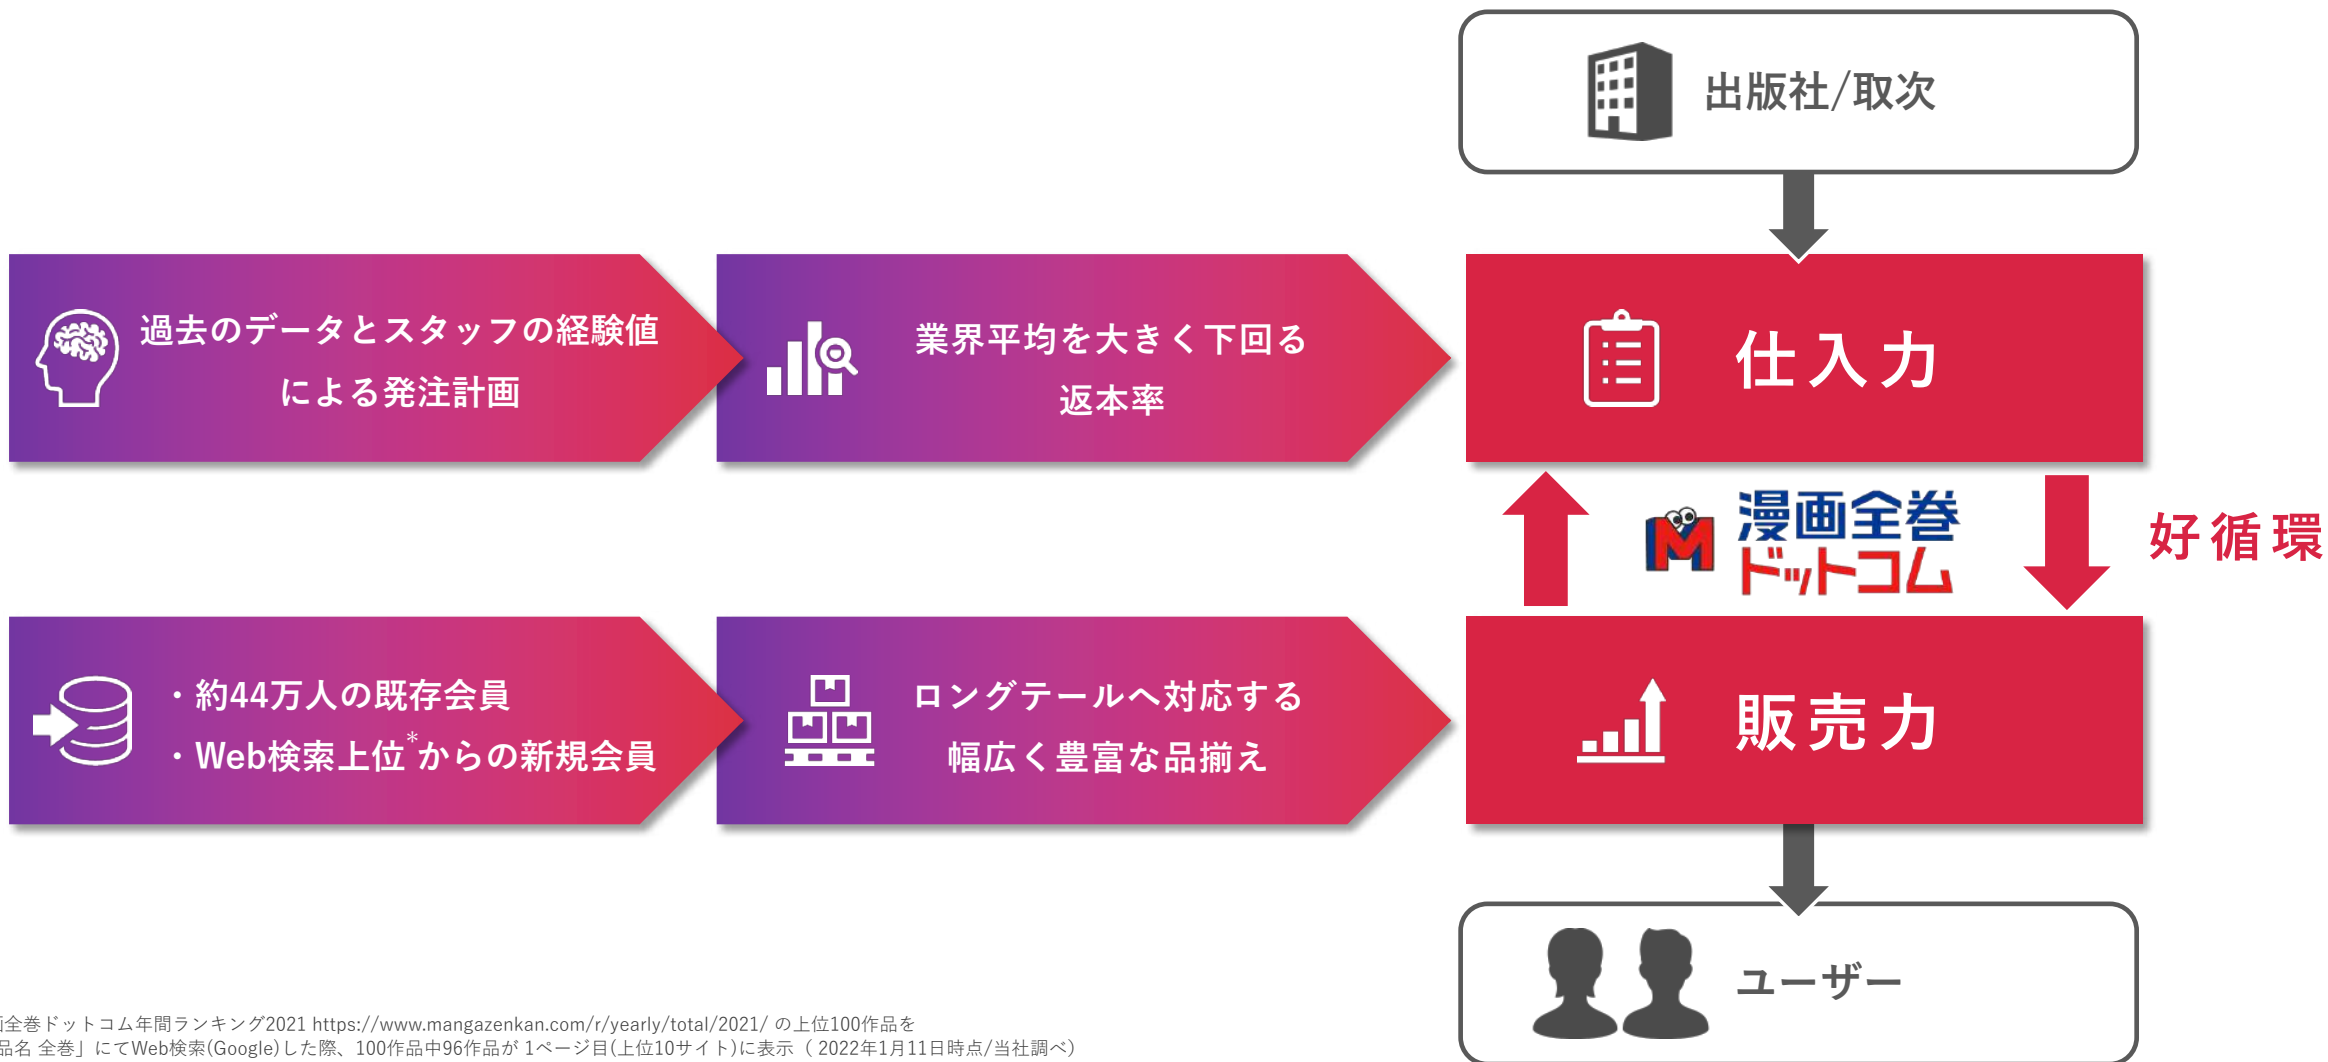 出版社/取次
過去のデータとスタッフの経験値
による発注計画
業界平均を大きく下回る
返本率
仕入力
漫画全巻
ドットコム
好循環
・約44万人の既存会員
・Web検索上位*からの新規会員
ロングテールへ対応する
幅広く豊富な品揃え
販売力
ユーザー
画全巻ドットコム年間ランキング2021 https://www.mangazenkan.com/r/yearly/total/2021/ の上位100作品を
品名 全巻」にてWeb検索(Google)した際、100作品中96作品が 1ページ目(上位10サイト)に表示（ 2022年1月11日時点/当社調べ）